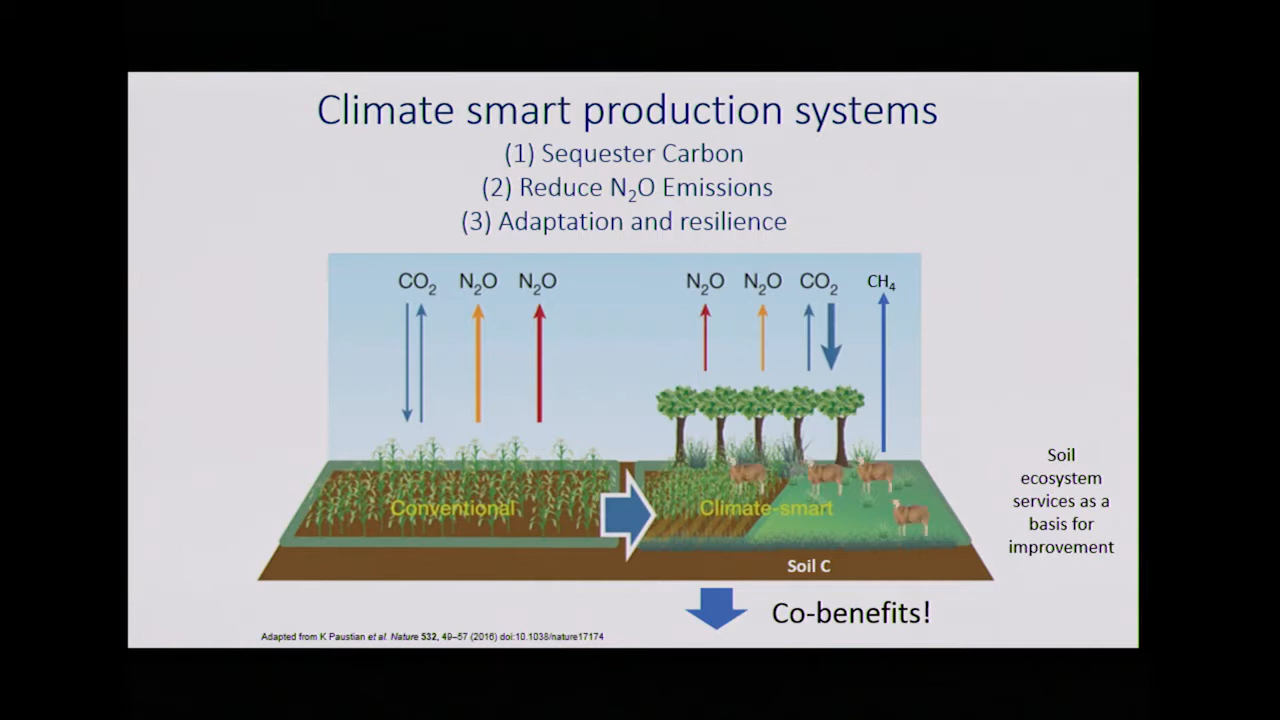 Climate smart production systems
(1) Sequester Carbon
(2) Reduce N₂O Emissions
(3) Adaptation and resilience
CO₂ N₂O N₂O N₂O N₂O CO₂ CH₄
Conventional
Climate-smart
Soil
ecosystem
services as a
basis for
improvement
Soil C
Co-benefits!
Adapted from K Paustian et al. Nature 532, 49–57 (2016) doi:10.1038/nature17174